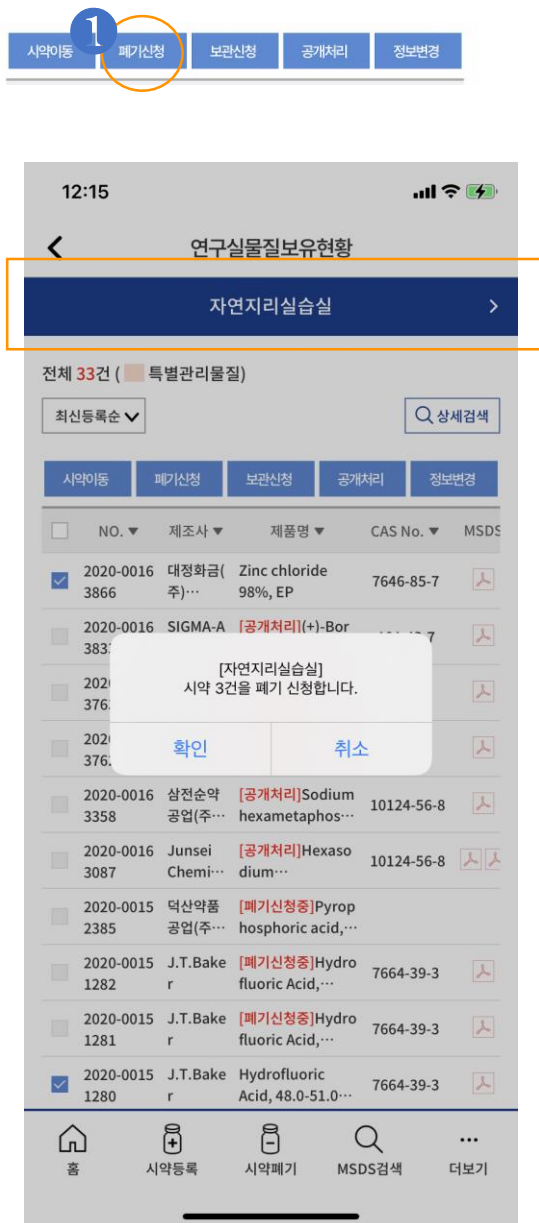 1
시약이동 폐기신청 보관신청 공개처리 정보변경
12:15
연구실물질보유현황
자연지리실습실
전체 33건 ( 특별관리물질)
최신등록순 상세검색
시약이동 폐기신청 보관신청 공개처리 정보변경
NO. ▼ 제조사 ▼ 제품명 ▼ CAS No. ▼ MSDS
2020-0016 대정화금( Zinc chloride
3866 주)… 98%, EP 7646-85-7
2020-0016 SIGMA-A [공개처리](+)-Bor
[자연지리실습실]
시약 3건을 폐기 신청합니다.
확인 취소
2020-0016 삼전순약 [공개처리]Sodium
3358 공업(주… hexametaphos… 10124-56-8
2020-0016 Junsei [공개처리]Hexaso
3087 Chemi… dium… 10124-56-8
2020-0015 덕산약품 [폐기신청중]Pyrop
2385 공업(주… hosphoric acid,…
2020-0015 J.T.Bake [폐기신청중]Hydro
1282 r fluoric Acid,… 7664-39-3
2020-0015 J.T.Bake [폐기신청중]Hydro
1281 r fluoric Acid,… 7664-39-3
2020-0015 J.T.Bake Hydrofluoric
1280 r Acid, 48.0-51.0… 7664-39-3
홈 시약등록 시약폐기 MSDS검색 더보기